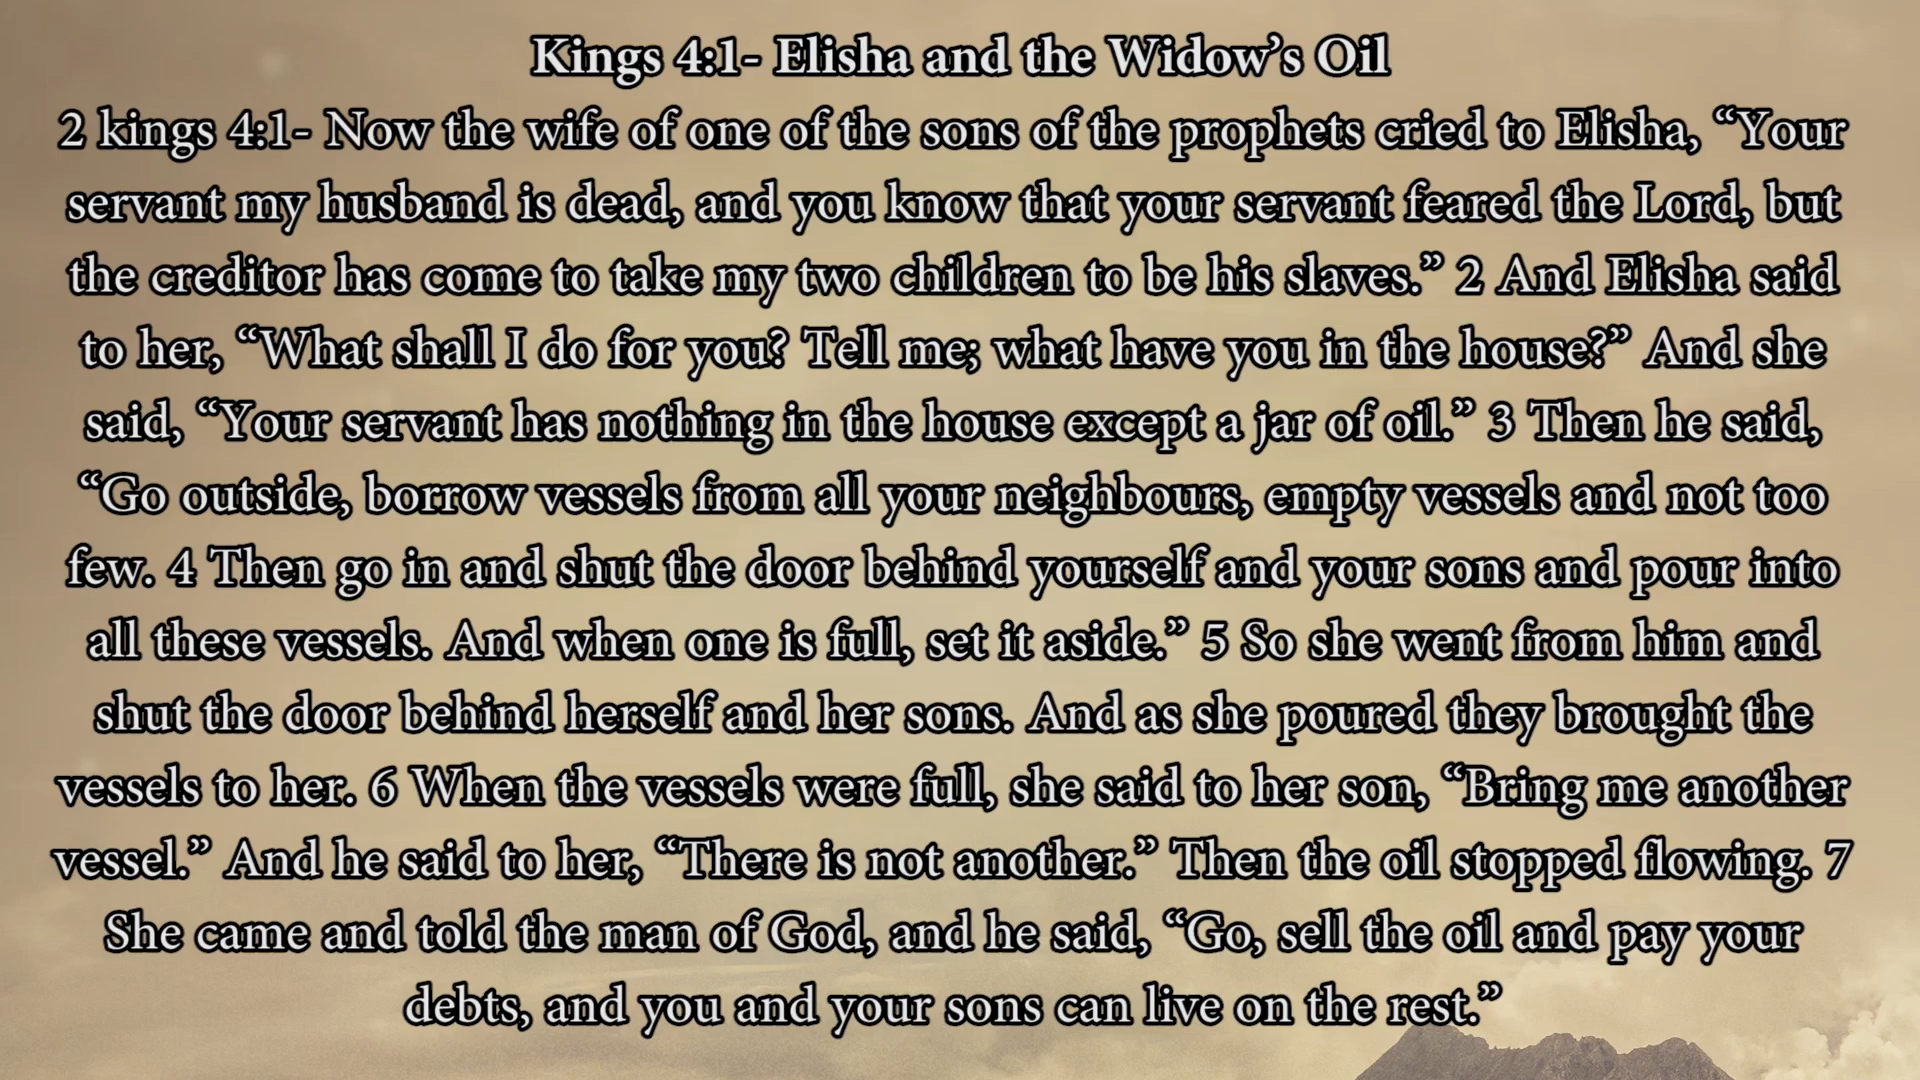 Kings 4:1- Elisha and the Widow’s Oil
2 kings 4:1- Now the wife of one of the sons of the prophets cried to Elisha, “Your
servant my husband is dead, and you know that your servant feared the Lord, but
the creditor has come to take my two children to be his slaves.” 2 And Elisha said
to her, “What shall I do for you? Tell me; what have you in the house?” And she
said, “Your servant has nothing in the house except a jar of oil.” 3 Then he said,
“Go outside, borrow vessels from all your neighbours, empty vessels and not too
few. 4 Then go in and shut the door behind yourself and your sons and pour into
all these vessels. And when one is full, set it aside.” 5 So she went from him and
shut the door behind herself and her sons. And as she poured they brought the
vessels to her. 6 When the vessels were full, she said to her son, “Bring me another
vessel.” And he said to her, “There is not another.” Then the oil stopped flowing. 7
She came and told the man of God, and he said, “Go, sell the oil and pay your
debts, and you and your sons can live on the rest.”